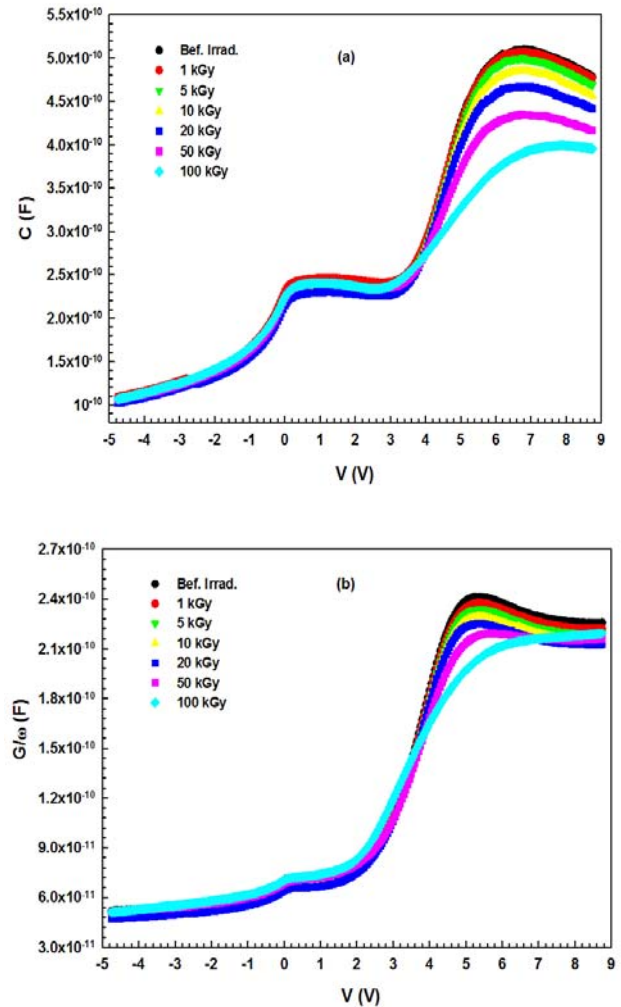 5.5x10⁻¹⁰
5.0x10⁻¹⁰
4.5x10⁻¹⁰
4.0x10⁻¹⁰
3.5x10⁻¹⁰
3.0x10⁻¹⁰
2.5x10⁻¹⁰
2.0x10⁻¹⁰
1.5x10⁻¹⁰
10⁻¹⁰
C (F)
(a)
Bef. Irrad.
1 kGy
5 kGy
10 kGy
20 kGy
50 kGy
100 kGy
-5 -4 -3 -2 -1 0 1 2 3 4 5 6 7 8 9
V (V)
2.7x10⁻¹⁰
2.4x10⁻¹⁰
2.1x10⁻¹⁰
1.8x10⁻¹⁰
1.5x10⁻¹⁰
1.2x10⁻¹⁰
9.0x10⁻¹¹
6.0x10⁻¹¹
3.0x10⁻¹¹
G/ω (F)
(b)
Bef. Irrad.
1 kGy
5 kGy
10 kGy
20 kGy
50 kGy
100 kGy
-5 -4 -3 -2 -1 0 1 2 3 4 5 6 7 8 9
V (V)